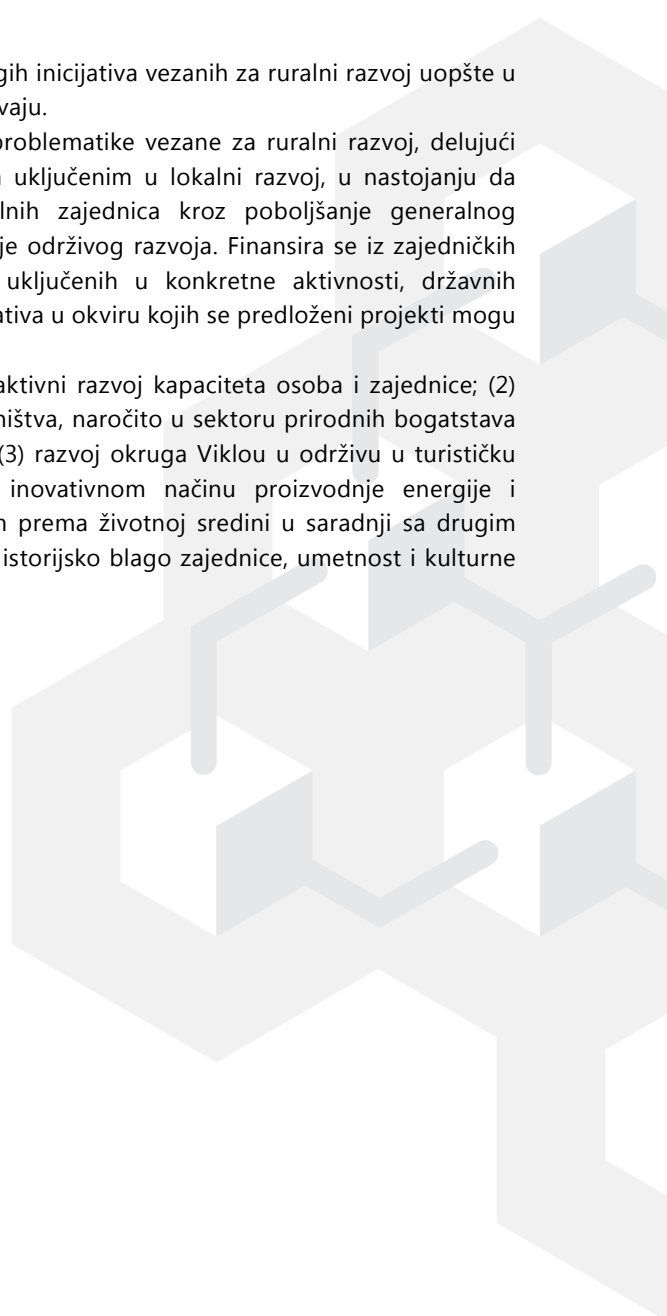 gih inicijativa vezanih za ruralni razvoj uopšte u
vaju.
problematike vezane za ruralni razvoj, delujući
uključenim u lokalni razvoj, u nastojanju da
lnih zajednica kroz poboljšanje generalnog
je održivog razvoja. Finansira se iz zajedničkih
uključenih u konkretne aktivnosti, državnih
ativa u okviru kojih se predloženi projekti mogu
aktivni razvoj kapaciteta osoba i zajednice; (2)
ništva, naročito u sektoru prirodnih bogatstava
(3) razvoj okruga Viklou u održivu u turističku
inovativnom načinu proizvodnje energije i
prema životnoj sredini u saradnji sa drugim
istorijsko blago zajednice, umetnost i kulturne